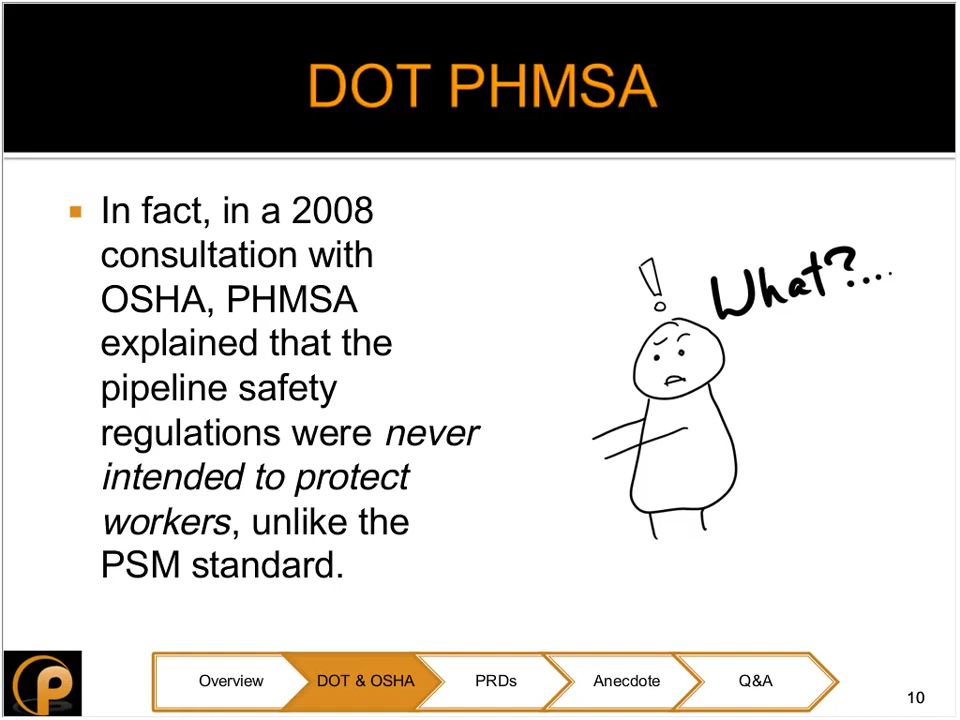 DOT PHMSA
In fact, in a 2008
consultation with
OSHA, PHMSA
explained that the
pipeline safety
regulations were never
intended to protect
workers, unlike the
PSM standard.
! What?...
P
Overview DOT & OSHA PRDs Anecdote Q&A
10